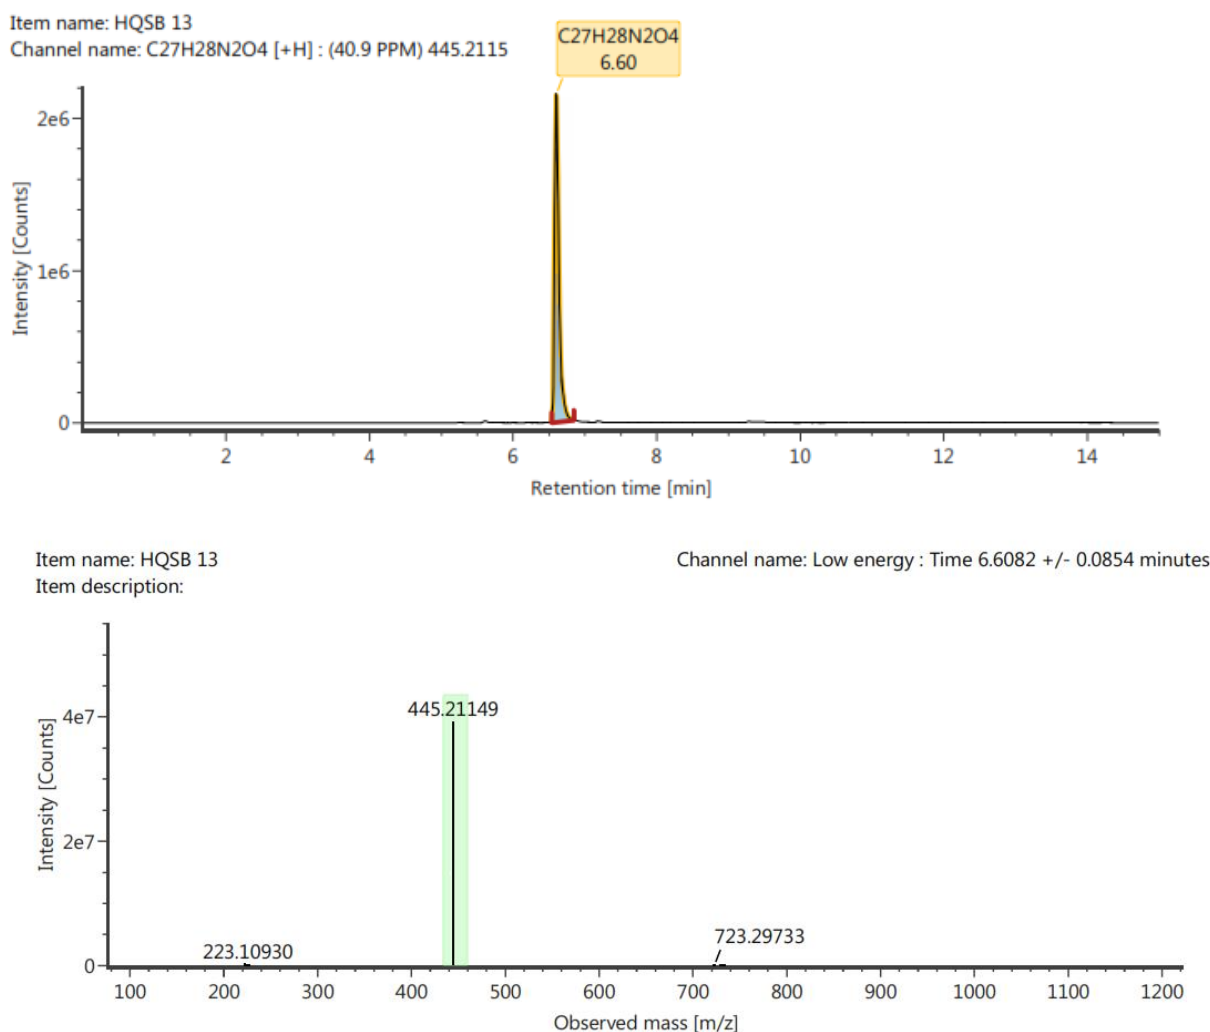 Item name: HQSB 13
Channel name: C27H28N2O4 [+H] : (40.9 PPM) 445.2115
C27H28N2O4
6.60
2e6
1e6
0
Intensity [Counts]
2 4 6 8 10 12 14
Retention time [min]
Item name: HQSB 13
Channel name: Low energy : Time 6.6082 +/- 0.0854 minutes
Item description:
445.21149
4e7
2e7
0
Intensity [Counts]
723.29733
223.10930
100 200 300 400 500 600 700 800 900 1000 1100 1200
Observed mass [m/z]